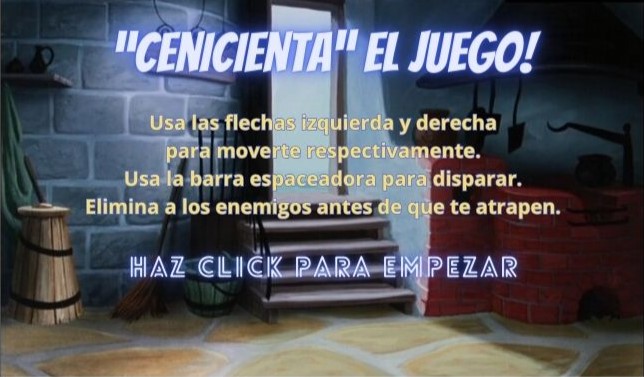 "CENICIENTA" EL JUEGO!
Usa las flechas izquierda y derecha
para moverte respectivamente.
Usa la barra espaceadora para disparar.
Elimina a los enemigos antes de que te atrapen.
HAZ CLICK PARA EMPEZAR